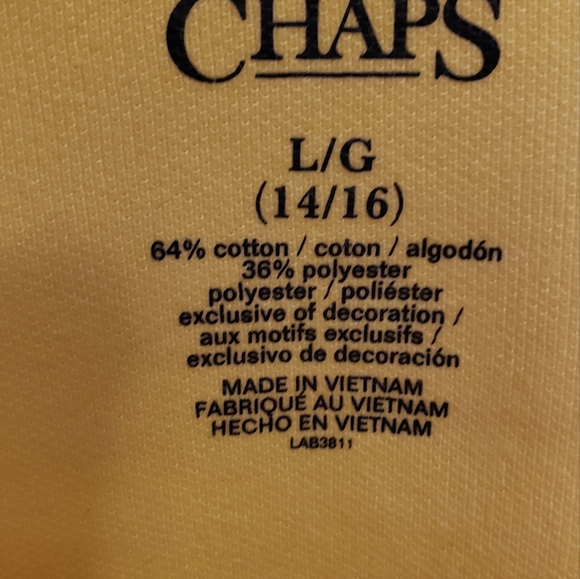 CHAPS
L/G
(14/16)
64% cotton / coton / algodón
36% polyester
polyester / poliéster
exclusive of decoration /
aux motifs exclusifs /
exclusivo de decoración
MADE IN VIETNAM
FABRIQUÉ AU VIETNAM
HECHO EN VIETNAM
LAB3811